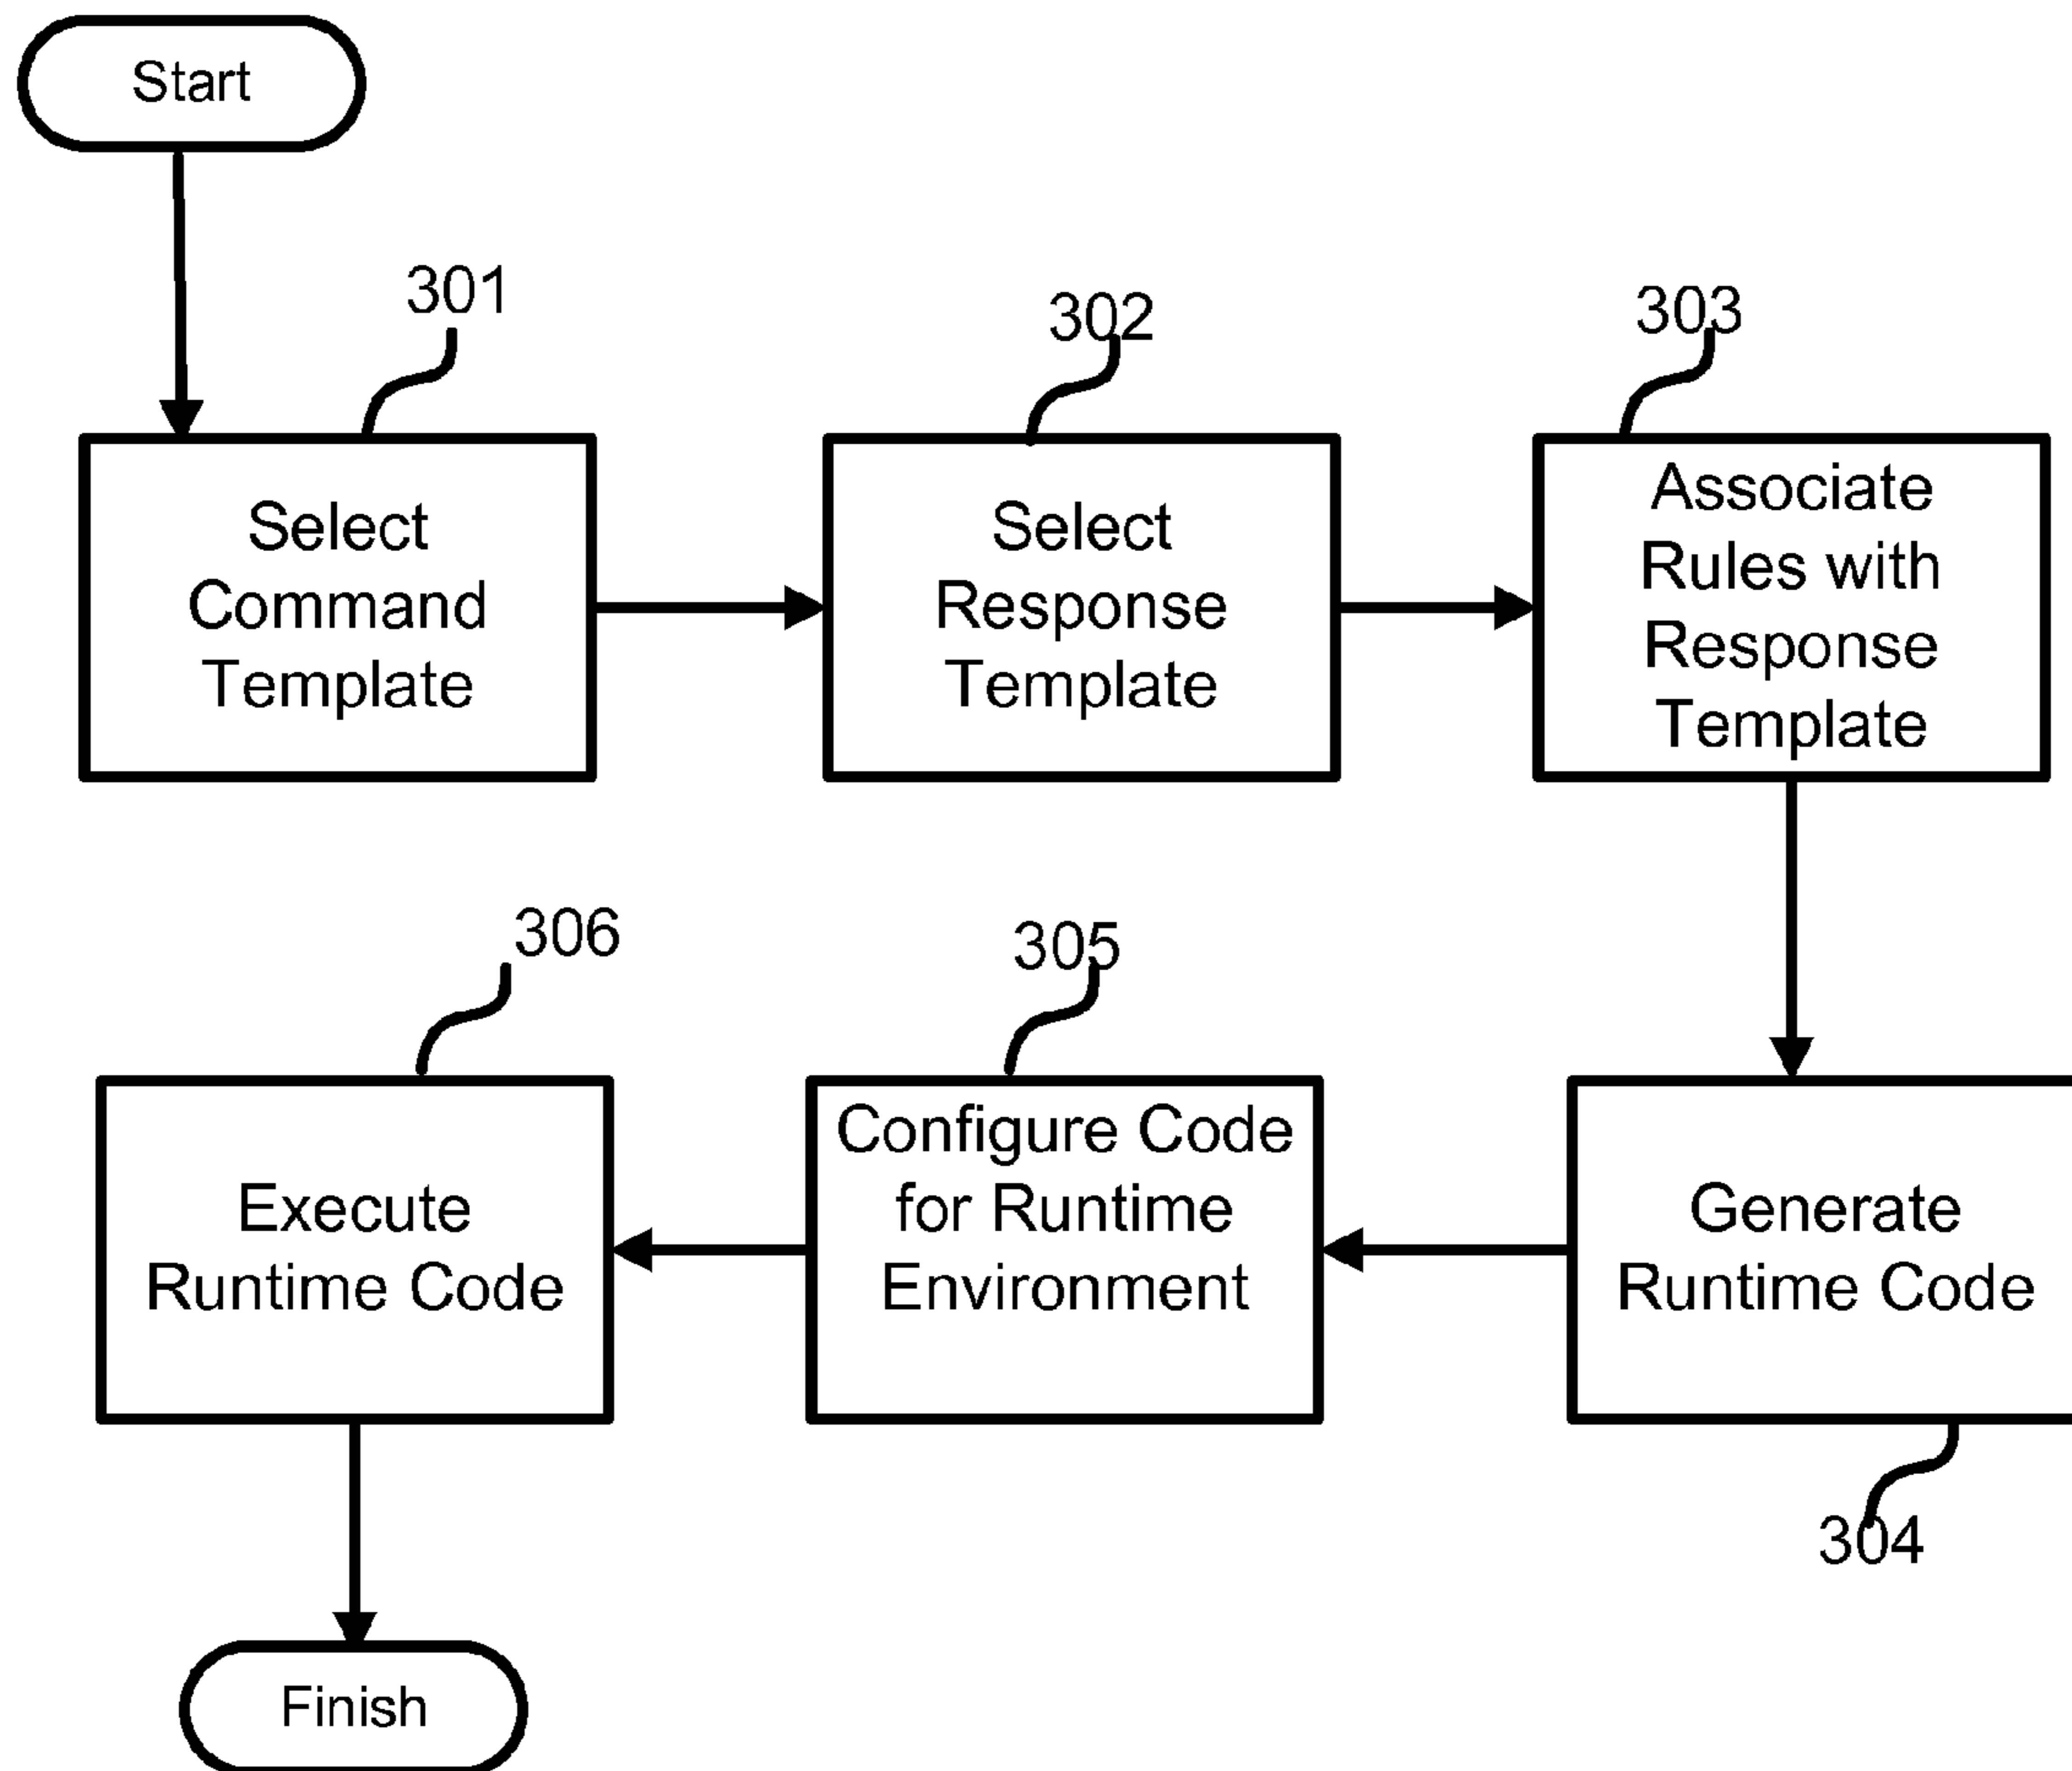 Start
301
Select
Command
Template
302
Select
Response
Template
303
Associate
Rules with
Response
Template
304
Generate
Runtime Code
305
Configure Code
for Runtime
Environment
306
Execute
Runtime Code
Finish